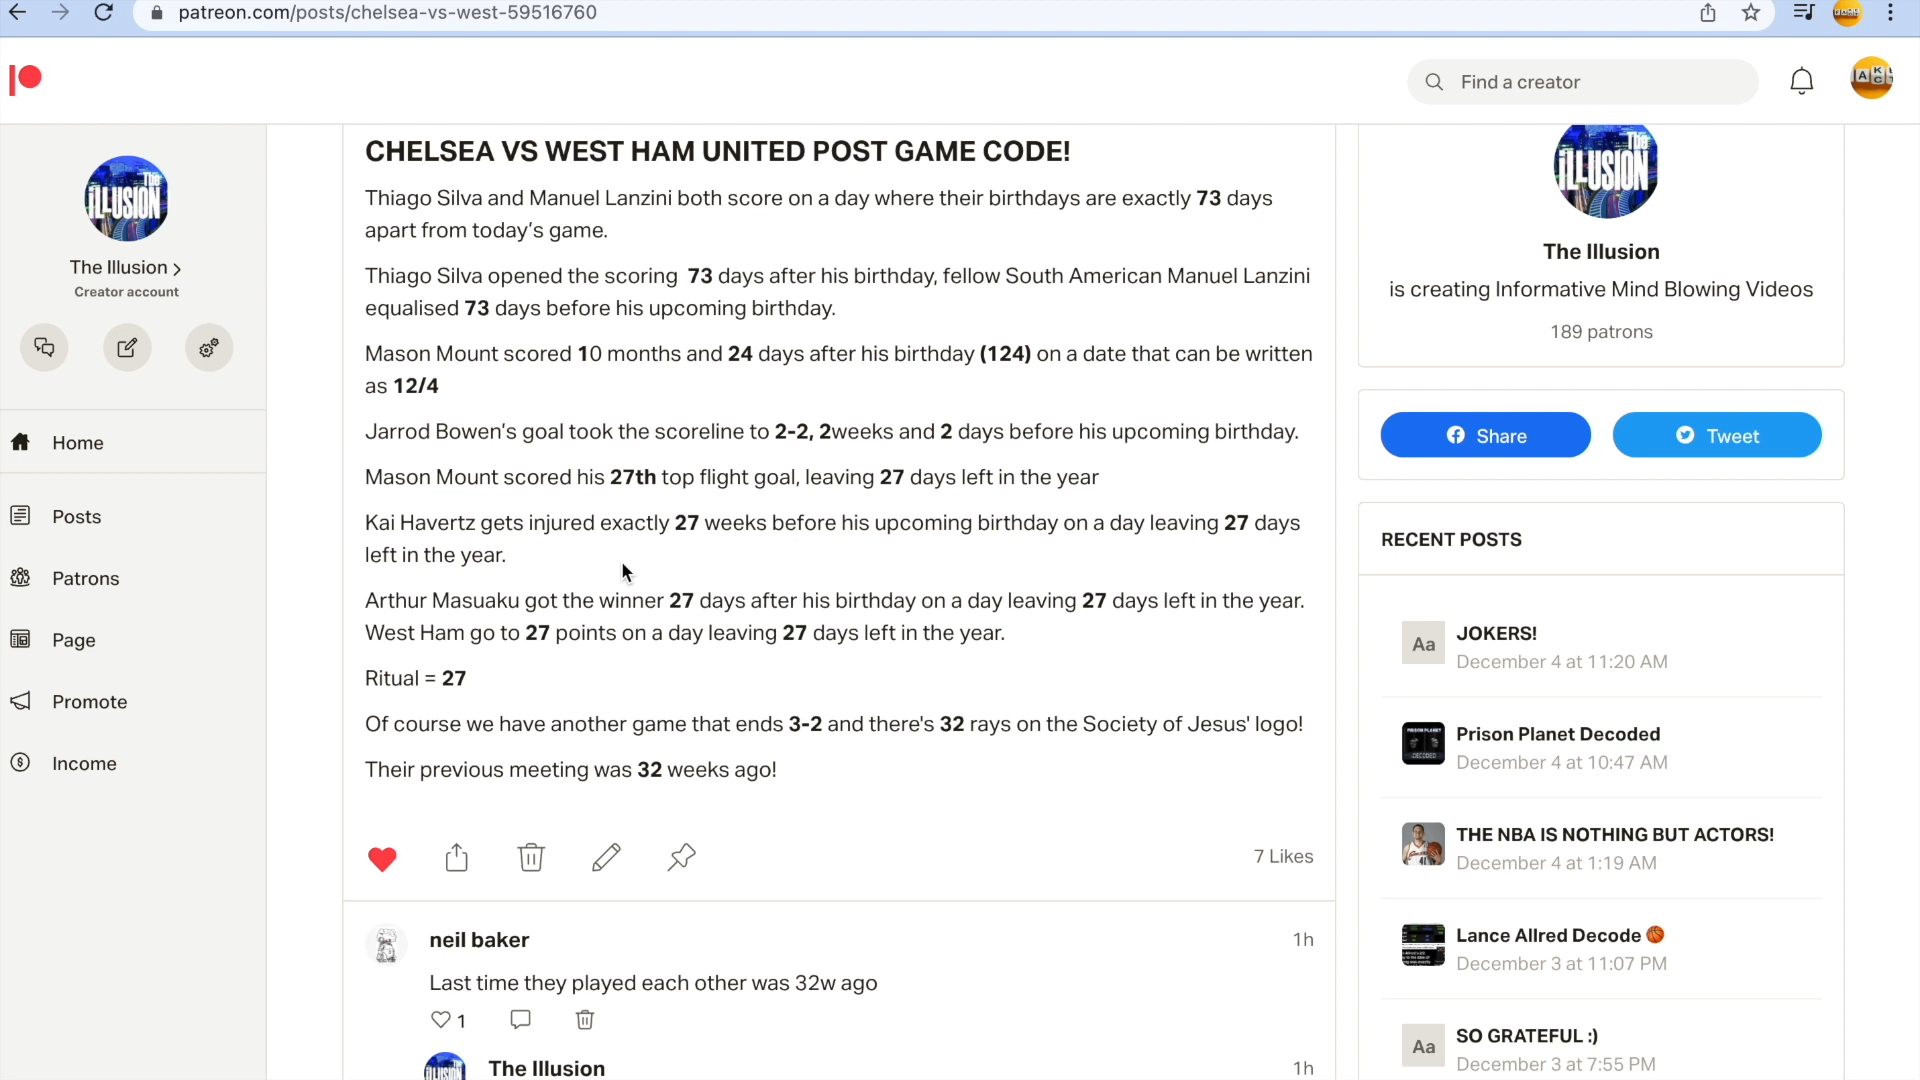 patreon.com/posts/chelsea-vs-west-59516760
Find a creator
The Illusion
Creator account
Home
Posts
Patrons
Page
Promote
Income
CHELSEA VS WEST HAM UNITED POST GAME CODE!
Thiago Silva and Manuel Lanzini both score on a day where their birthdays are exactly 73 days
apart from today's game.
Thiago Silva opened the scoring 73 days after his birthday, fellow South American Manuel Lanzini
equalised 73 days before his upcoming birthday.
Mason Mount scored 10 months and 24 days after his birthday (124) on a date that can be written
as 12/4
Jarrod Bowen's goal took the scoreline to 2-2, 2weeks and 2 days before his upcoming birthday.
Mason Mount scored his 27th top flight goal, leaving 27 days left in the year
Kai Havertz gets injured exactly 27 weeks before his upcoming birthday on a day leaving 27 days
left in the year.
Arthur Masuaku got the winner 27 days after his birthday on a day leaving 27 days left in the year.
West Ham go to 27 points on a day leaving 27 days left in the year.
Ritual = 27
Of course we have another game that ends 3-2 and there's 32 rays on the Society of Jesus' logo!
Their previous meeting was 32 weeks ago!
7 Likes
neil baker
1h
Last time they played each other was 32w ago
1
The Illusion
1h
The ILLUSION
The Illusion
is creating Informative Mind Blowing Videos
189 patrons
Share
Tweet
RECENT POSTS
Aa
JOKERS!
December 4 at 11:20 AM
Prison Planet Decoded
December 4 at 10:47 AM
THE NBA IS NOTHING BUT ACTORS!
December 4 at 1:19 AM
Lance Allred Decode 🏀
December 3 at 11:07 PM
Aa
SO GRATEFUL :)
December 3 at 7:55 PM